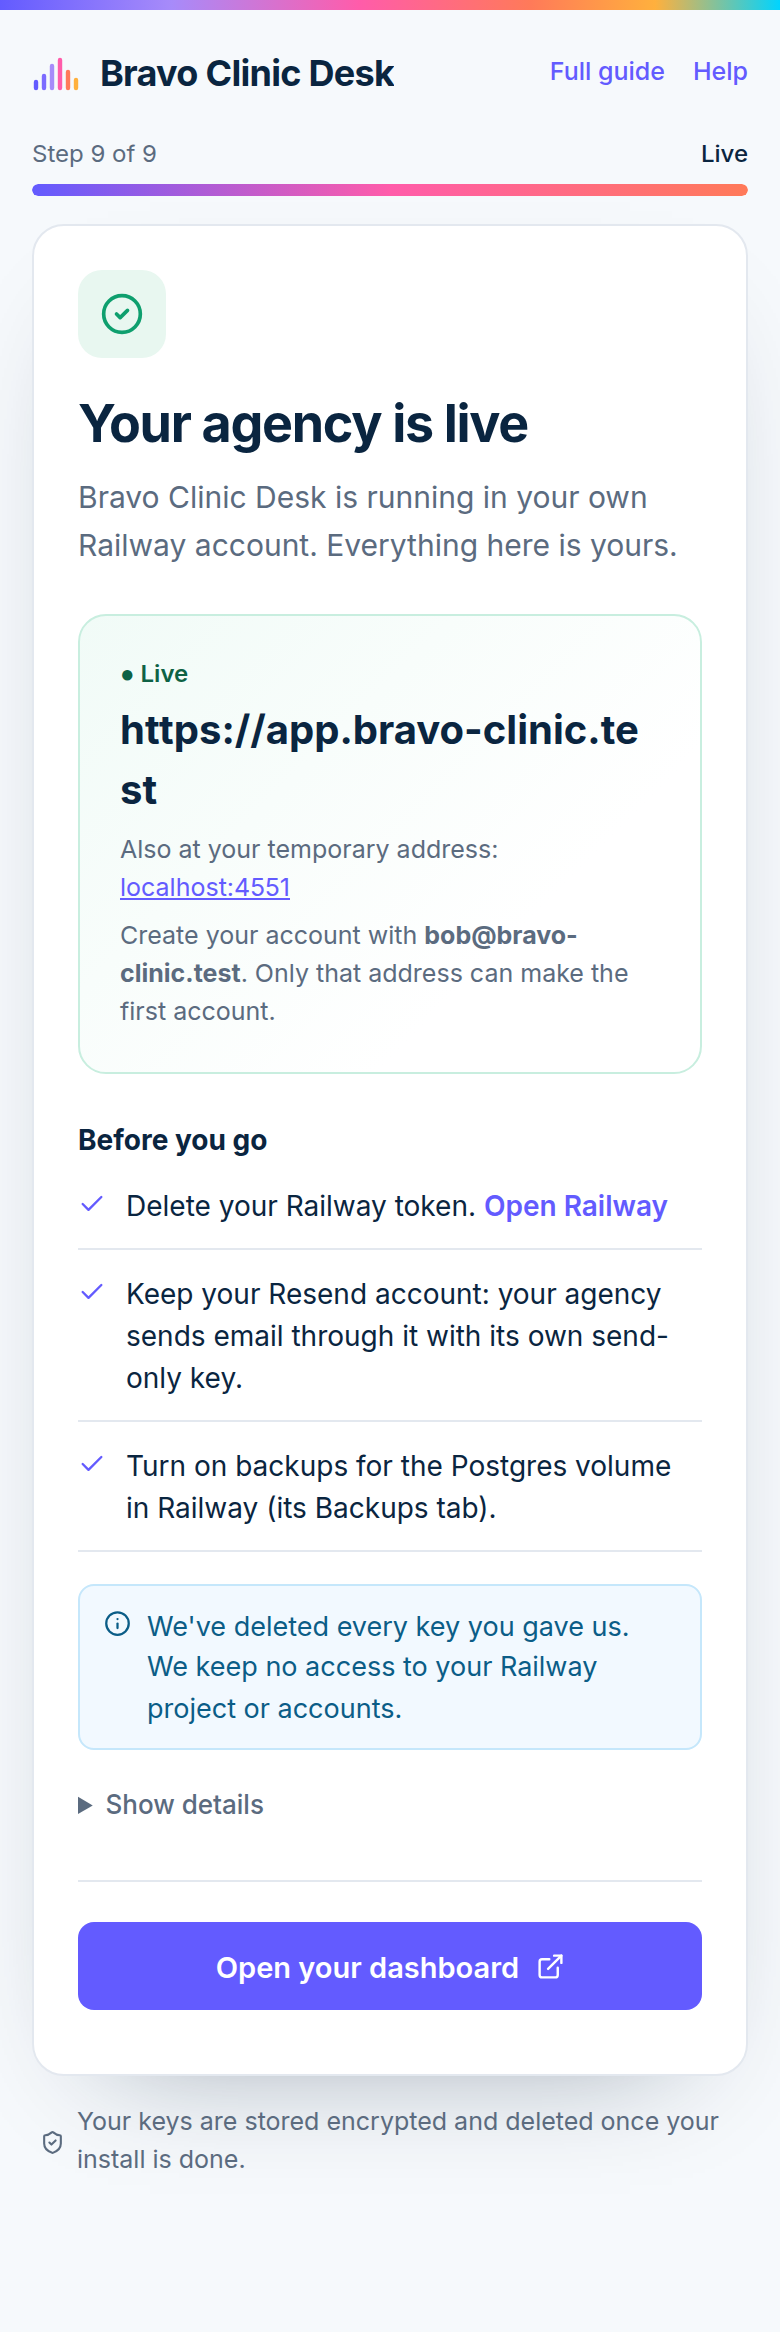 Bravo Clinic Desk
Full guide
Help
Step 9 of 9
Live
Your agency is live
Bravo Clinic Desk is running in your own
Railway account. Everything here is yours.
● Live
https://app.bravo-clinic.te
st
Also at your temporary address:
localhost:4551
Create your account with bob@bravo-
clinic.test. Only that address can make the
first account.
Before you go
Delete your Railway token. Open Railway
Keep your Resend account: your agency
sends email through it with its own send-
only key.
Turn on backups for the Postgres volume
in Railway (its Backups tab).
We've deleted every key you gave us.
We keep no access to your Railway
project or accounts.
Show details
Open your dashboard
Your keys are stored encrypted and deleted once your
install is done.